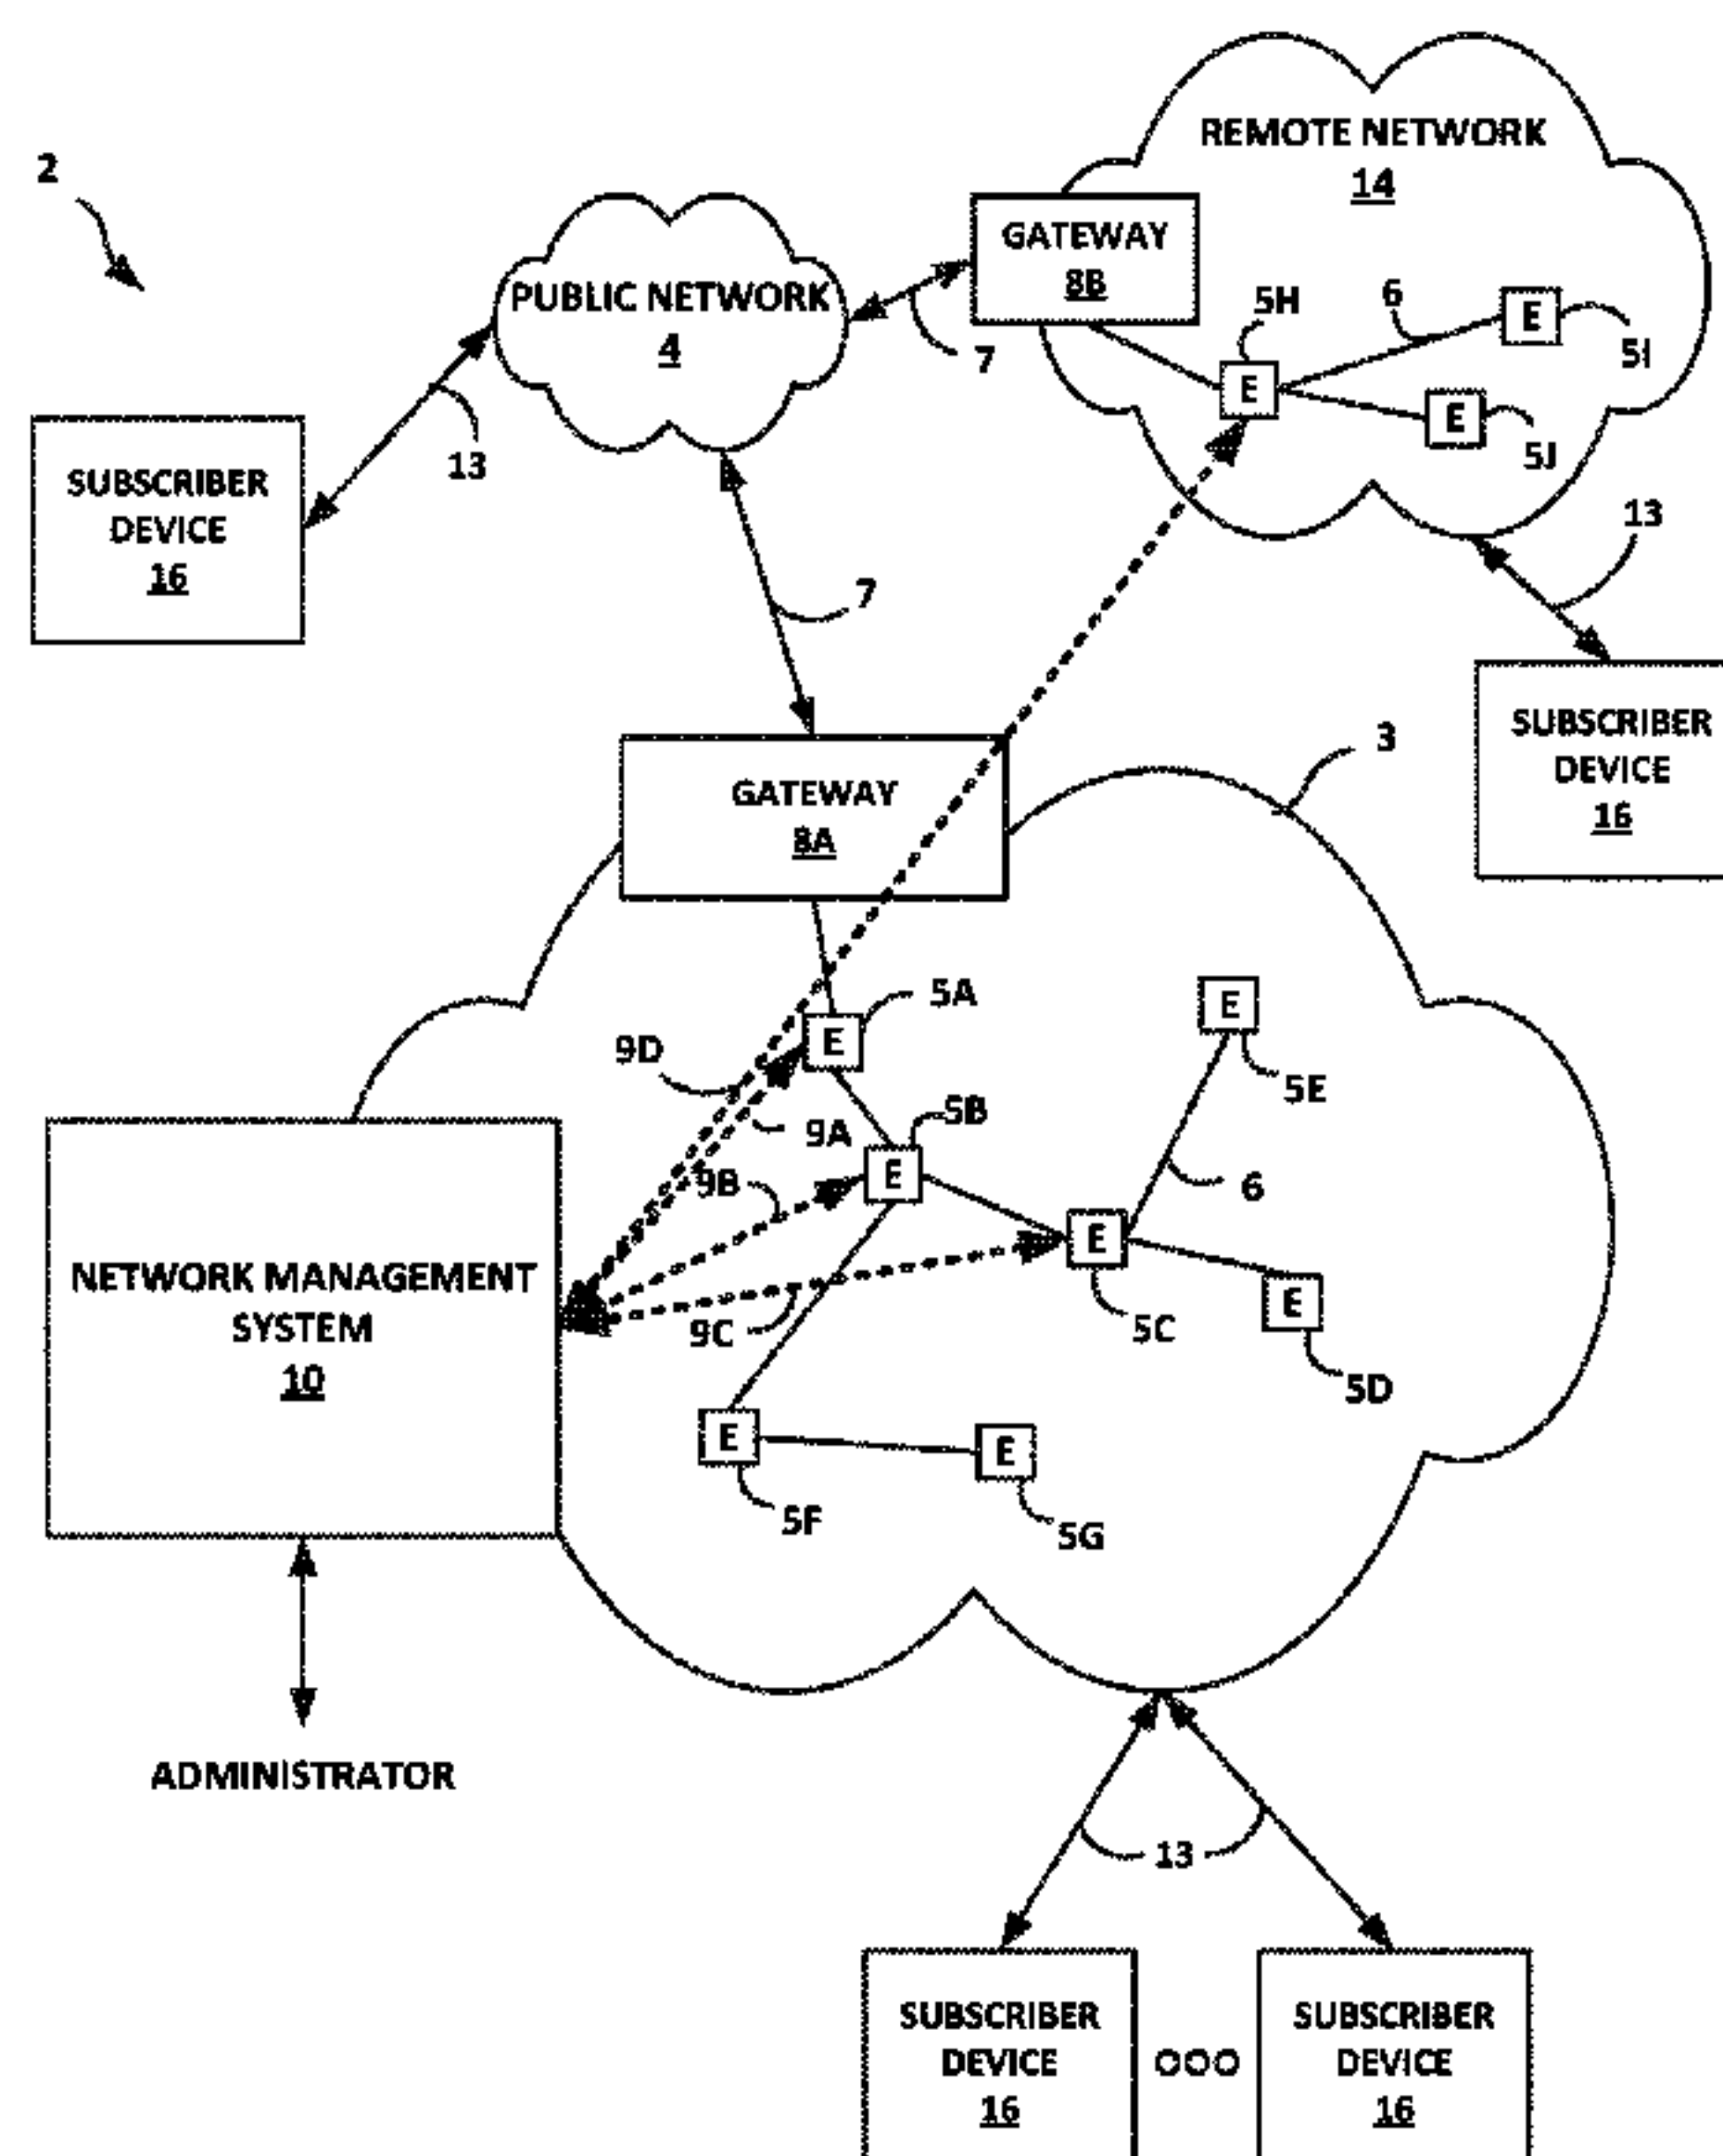 2
REMOTE NETWORK
14
GATEWAY
8B
PUBLIC NETWORK
4
7
5H
6
E
5I
E
E
5J
13
SUBSCRIBER
DEVICE
16
13
7
SUBSCRIBER
DEVICE
16
3
GATEWAY
8A
5A
E
E
5E
9D
9A
5B
E
9B
6
E
5C
E
5D
9C
NETWORK MANAGEMENT
SYSTEM
10
E
5F
E
5G
ADMINISTRATOR
13
SUBSCRIBER
DEVICE
16
OOO
SUBSCRIBER
DEVICE
16